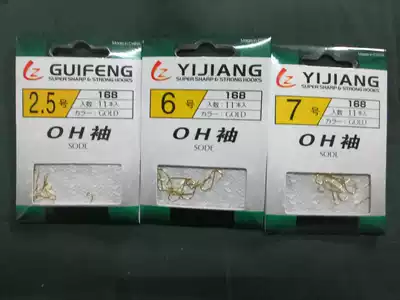 GUIFENG
SUPER SHARP & STRONG HOOKS
2.5号
168
入数：11本入
カラー：GOLD
OH袖
SODE
YIJIANG
SUPER SHARP & STRONG HOOKS
6号
168
入数：11本入
カラー：GOLD
OH袖
SODE
YIJIANG
SUPER SHARP & STRONG HOOKS
7号
168
入数：11本入
カラー：GOLD
OH袖
SODE